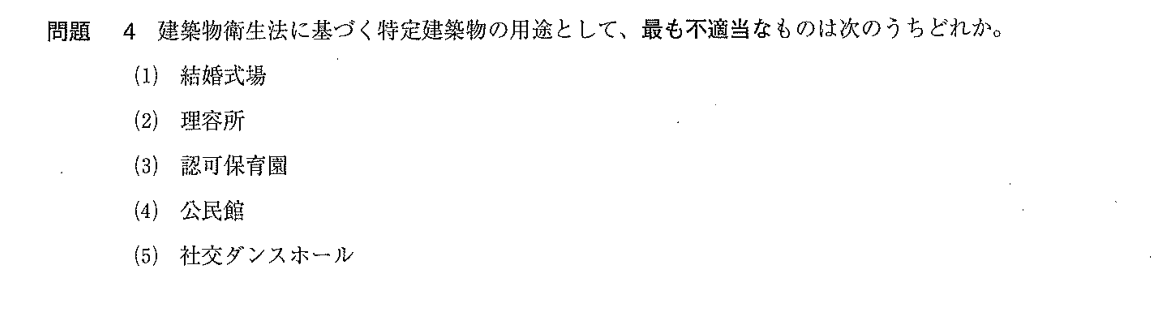 問題 4 建築物衛生法に基づく特定建築物の用途として、最も不適当なものは次のうちどれか。
(1) 結婚式場
(2) 理容所
(3) 認可保育園
(4) 公民館
(5) 社交ダンスホール